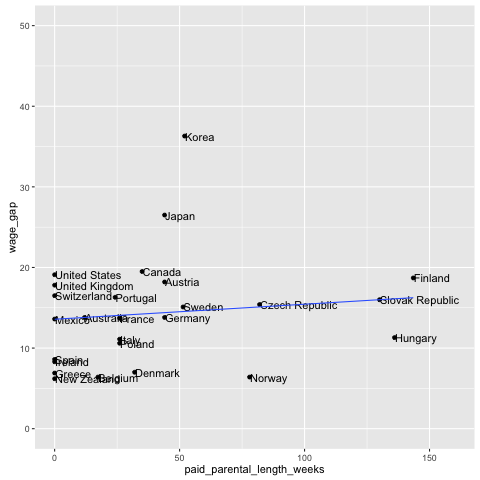 50
40
30
20
10
0
wage_gap
Korea
Japan
Canada
United States
Finland
Austria
United Kingdom
Switzerland
Portugal
Slovak Republic
Czech Republic
Sweden
Mexico
Australia
France
Germany
Hungary
Italy
Poland
Spain
Ireland
Denmark
Greece
New Zealand
Belgium
Norway
0
50
100
150
paid_parental_length_weeks